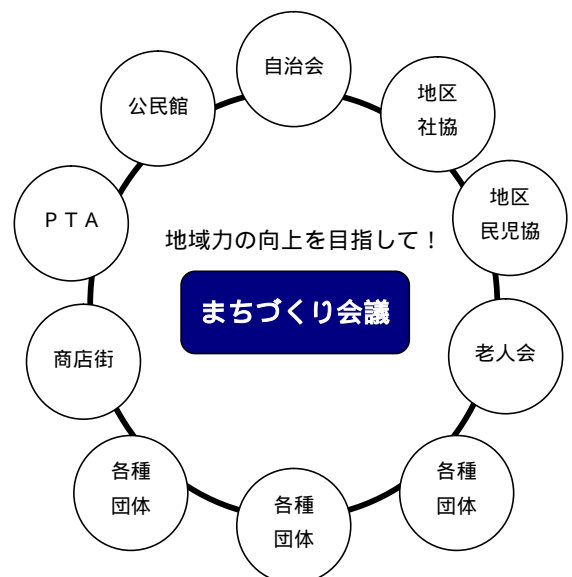 自治会
地区
社協
地区
民児協
老人会
各種
団体
各種
団体
各種
団体
商店街
ＰＴＡ
公民館
地域力の向上を目指して！
まちづくり会議